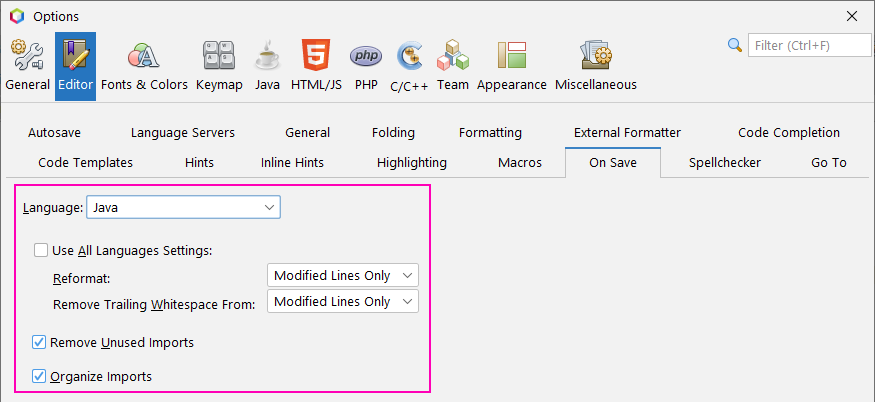 Options
Filter (Ctrl+F)
A A
General Editor Fonts & Colors Keymap Java HTML/JS PHP C/C++ Team Appearance Miscellaneous
Autosave Language Servers General Folding Formatting External Formatter Code Completion
Code Templates Hints Inline Hints Highlighting Macros On Save Spellchecker Go To
Language: Java
Use All Languages Settings:
Reformat: Modified Lines Only
Remove Trailing Whitespace From: Modified Lines Only
Remove Unused Imports
Organize Imports